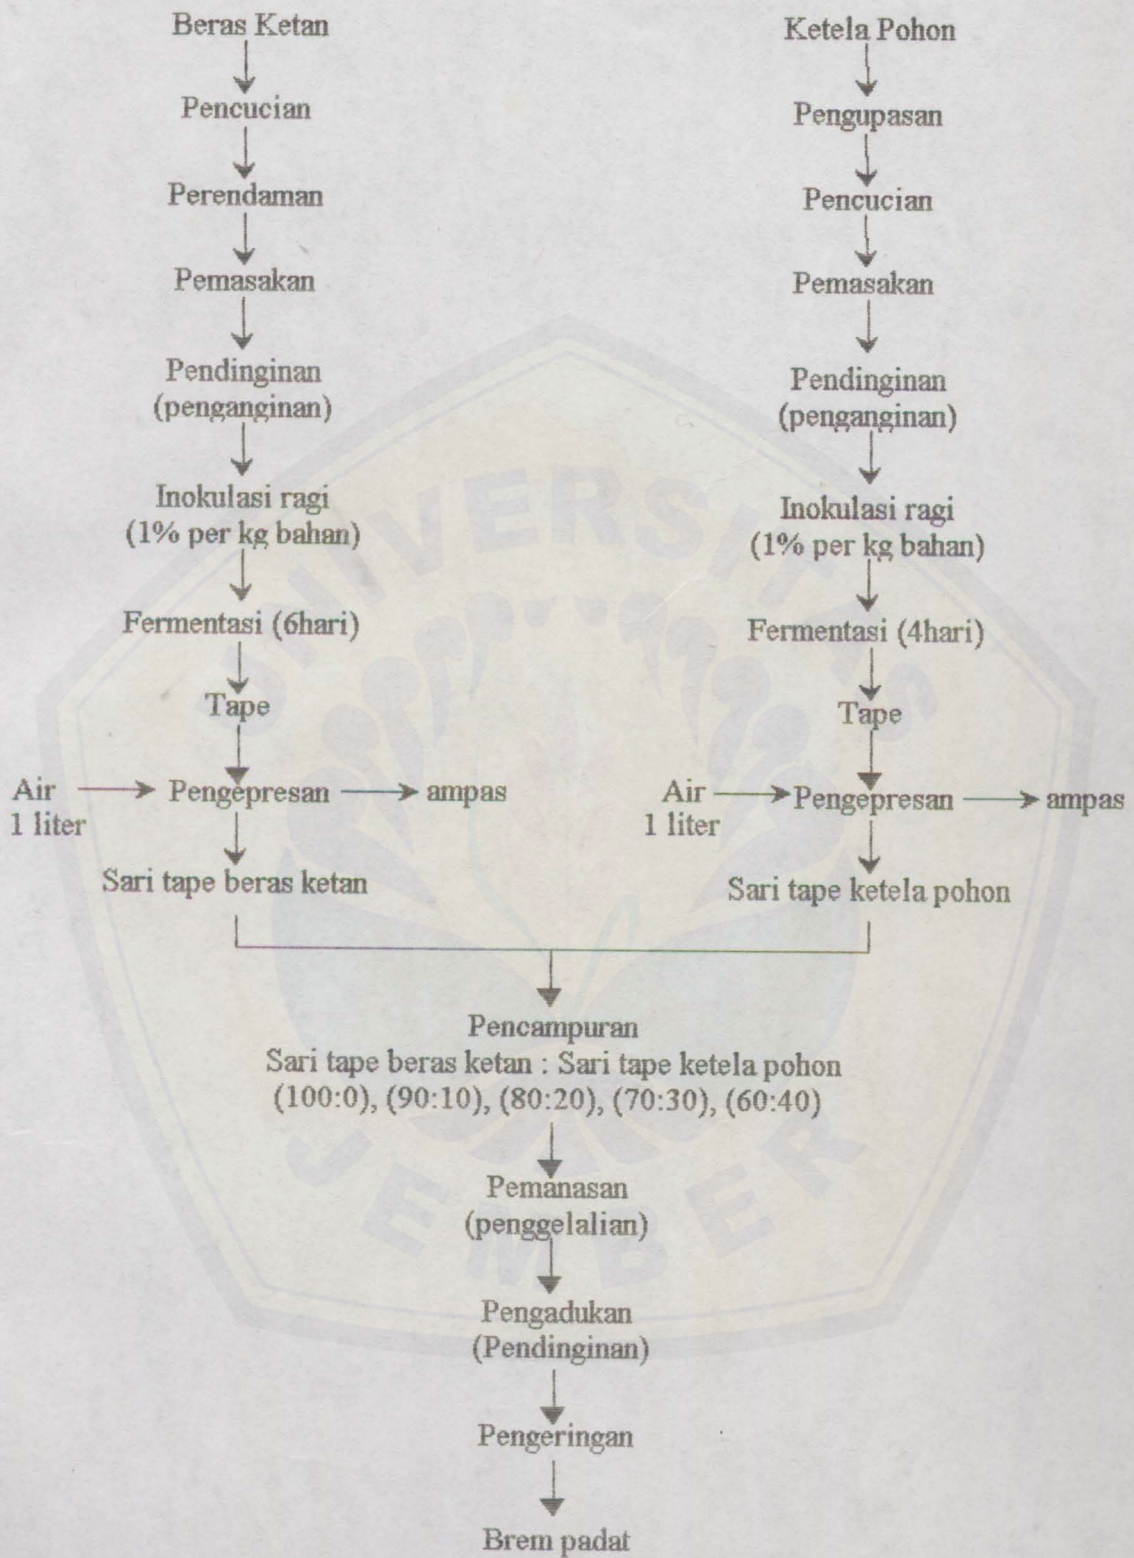 Beras Ketan
Pencucian
Perendaman
Pemasakan
Pendinginan
(penganginan)
Inokulasi ragi
(1% per kg bahan)
Fermentasi (6hari)
Tape
Air
1 liter
Pengepresan
ampas
Sari tape beras ketan
Ketela Pohon
Pengupasan
Pencucian
Pemasakan
Pendinginan
(penganginan)
Inokulasi ragi
(1% per kg bahan)
Fermentasi (4hari)
Tape
Air
1 liter
Pengepresan
ampas
Sari tape ketela pohon
Pencampuran
Sari tape beras ketan : Sari tape ketela pohon
(100:0), (90:10), (80:20), (70:30), (60:40)
Pemanasan
(penggelalian)
Pengadukan
(Pendinginan)
Pengeringan
Brem padat
UNIVERSITAS
JEMBER